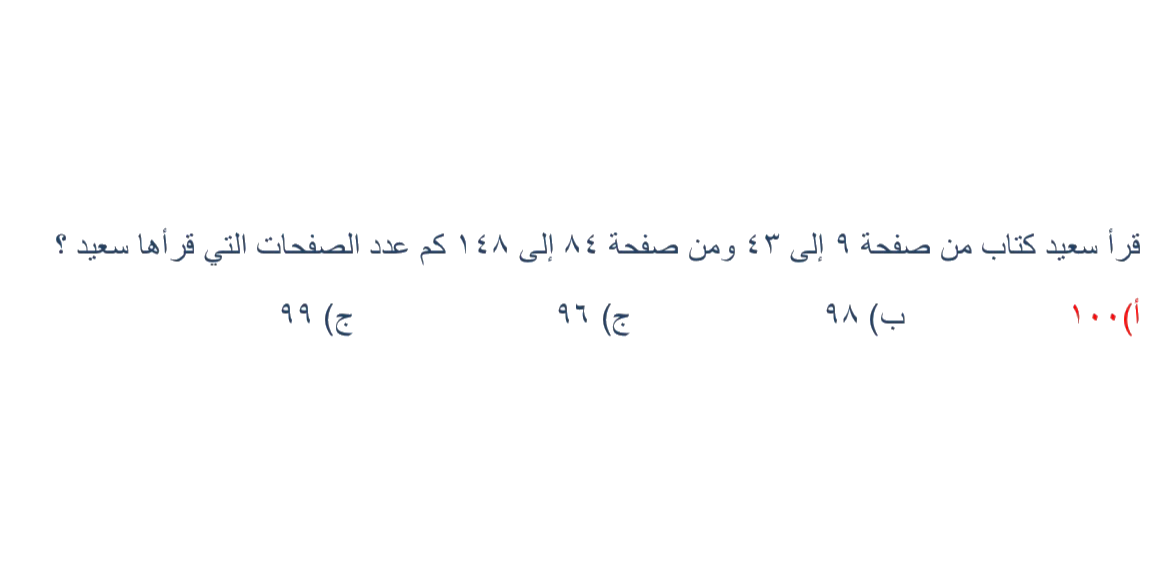 قرأ سعيد كتاب من صفحة ٩ إلى ٤٣ ومن صفحة ٨٤ إلى ١٤٨ كم عدد الصفحات التي قرأها سعيد ؟
أ)١٠٠ ب) ٩٨ ج) ٩٦ ج) ٩٩